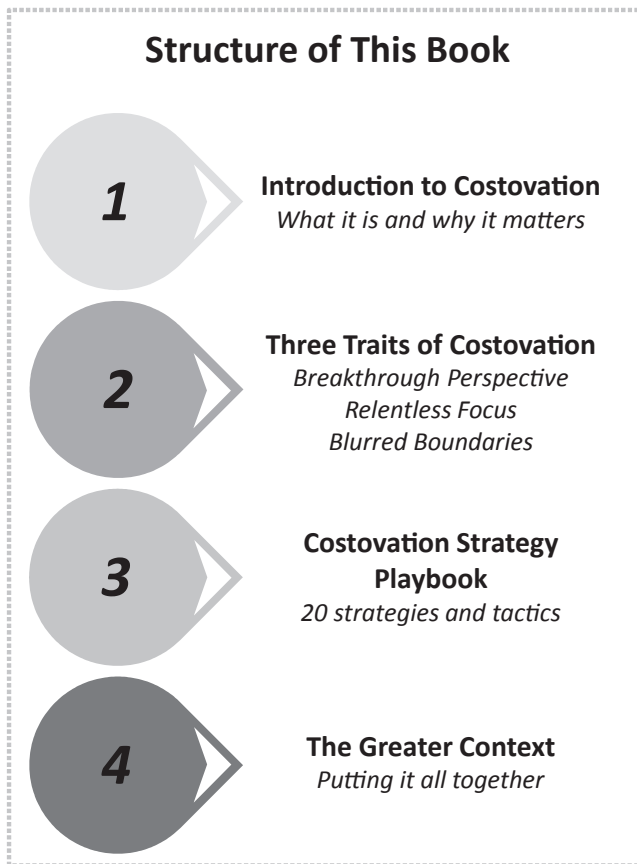 Structure of This Book
1
Introduction to Costovation
What it is and why it matters
2
Three Traits of Costovation
Breakthrough Perspective
Relentless Focus
Blurred Boundaries
3
Costovation Strategy
Playbook
20 strategies and tactics
4
The Greater Context
Putting it all together